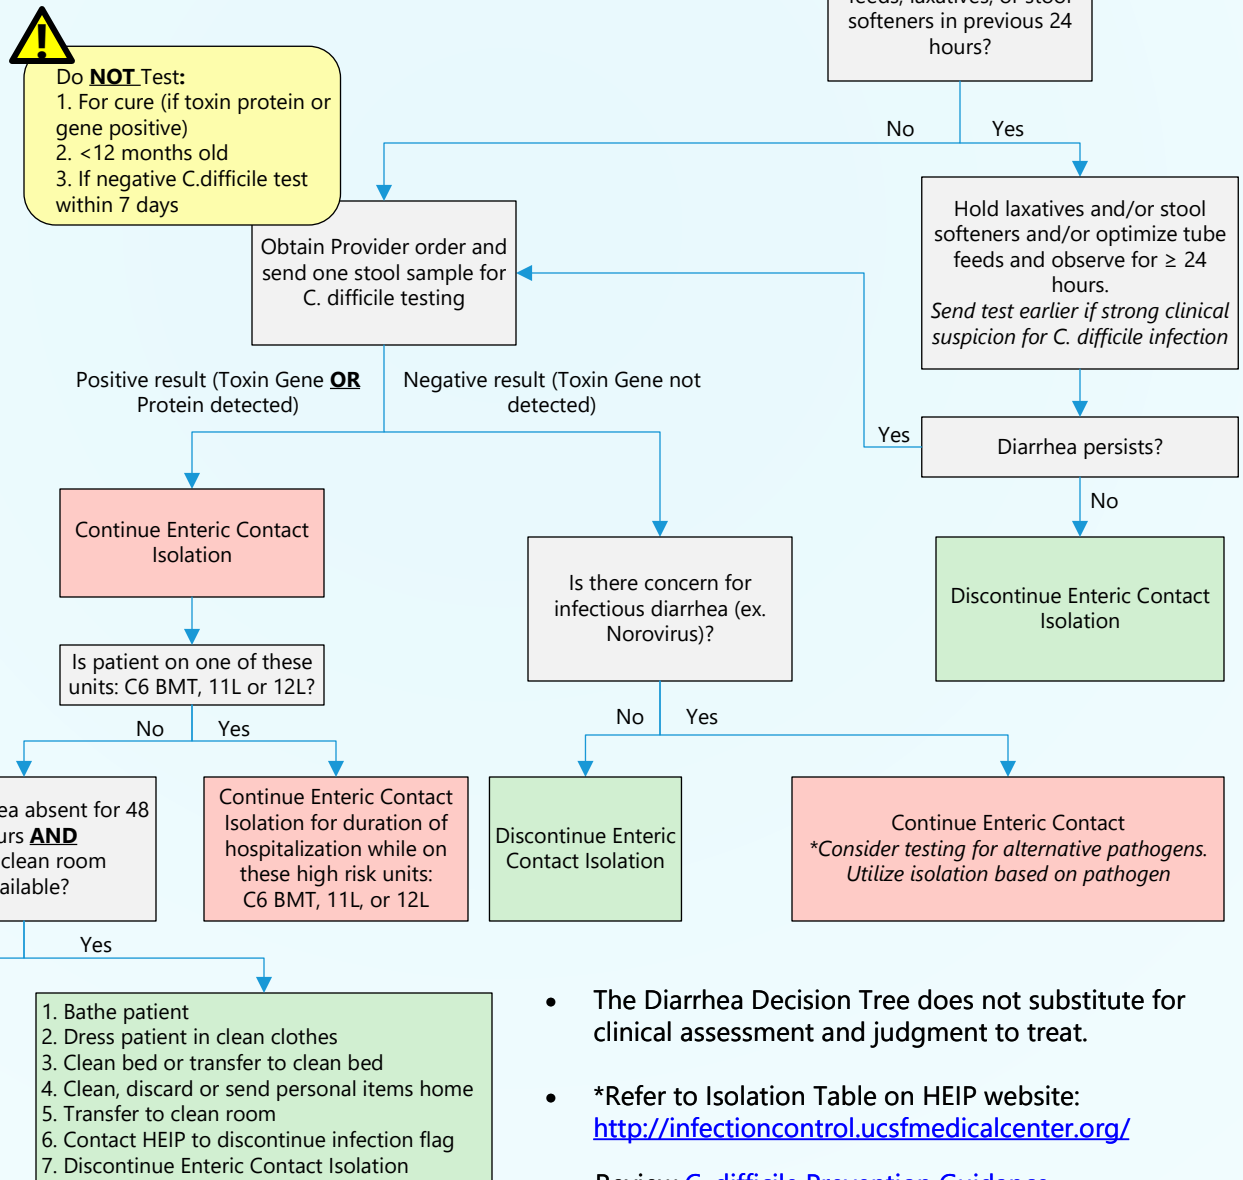 softeners in previous 24
hours?
Do NOT Test:
1. For cure (if toxin protein or
gene positive)
2. <12 months old
3. If negative C.difficile test
within 7 days
No
Yes
Obtain Provider order and
send one stool sample for
C. difficile testing
Hold laxatives and/or stool
softeners and/or optimize tube
feeds and observe for ≥ 24
hours.
Send test earlier if strong clinical
suspicion for C. difficile infection
Positive result (Toxin Gene OR
Protein detected)
Negative result (Toxin Gene not
detected)
Yes
Diarrhea persists?
No
Continue Enteric Contact
Isolation
Is there concern for
infectious diarrhea (ex.
Norovirus)?
Discontinue Enteric Contact
Isolation
Is patient on one of these
units: C6 BMT, 11L or 12L?
No
Yes
No
Yes
absent for 48
AND
clean room
Continue Enteric Contact
Isolation for duration of
hospitalization while on
these high risk units:
C6 BMT, 11L, or 12L
Discontinue Enteric
Contact Isolation
Continue Enteric Contact
*Consider testing for alternative pathogens.
Utilize isolation based on pathogen
Yes
1. Bathe patient
2. Dress patient in clean clothes
3. Clean bed or transfer to clean bed
4. Clean, discard or send personal items home
5. Transfer to clean room
6. Contact HEIP to discontinue infection flag
7. Discontinue Enteric Contact Isolation
• The Diarrhea Decision Tree does not substitute for
clinical assessment and judgment to treat.
• *Refer to Isolation Table on HEIP website:
http://infectioncontrol.ucsfmedicalcenter.org/